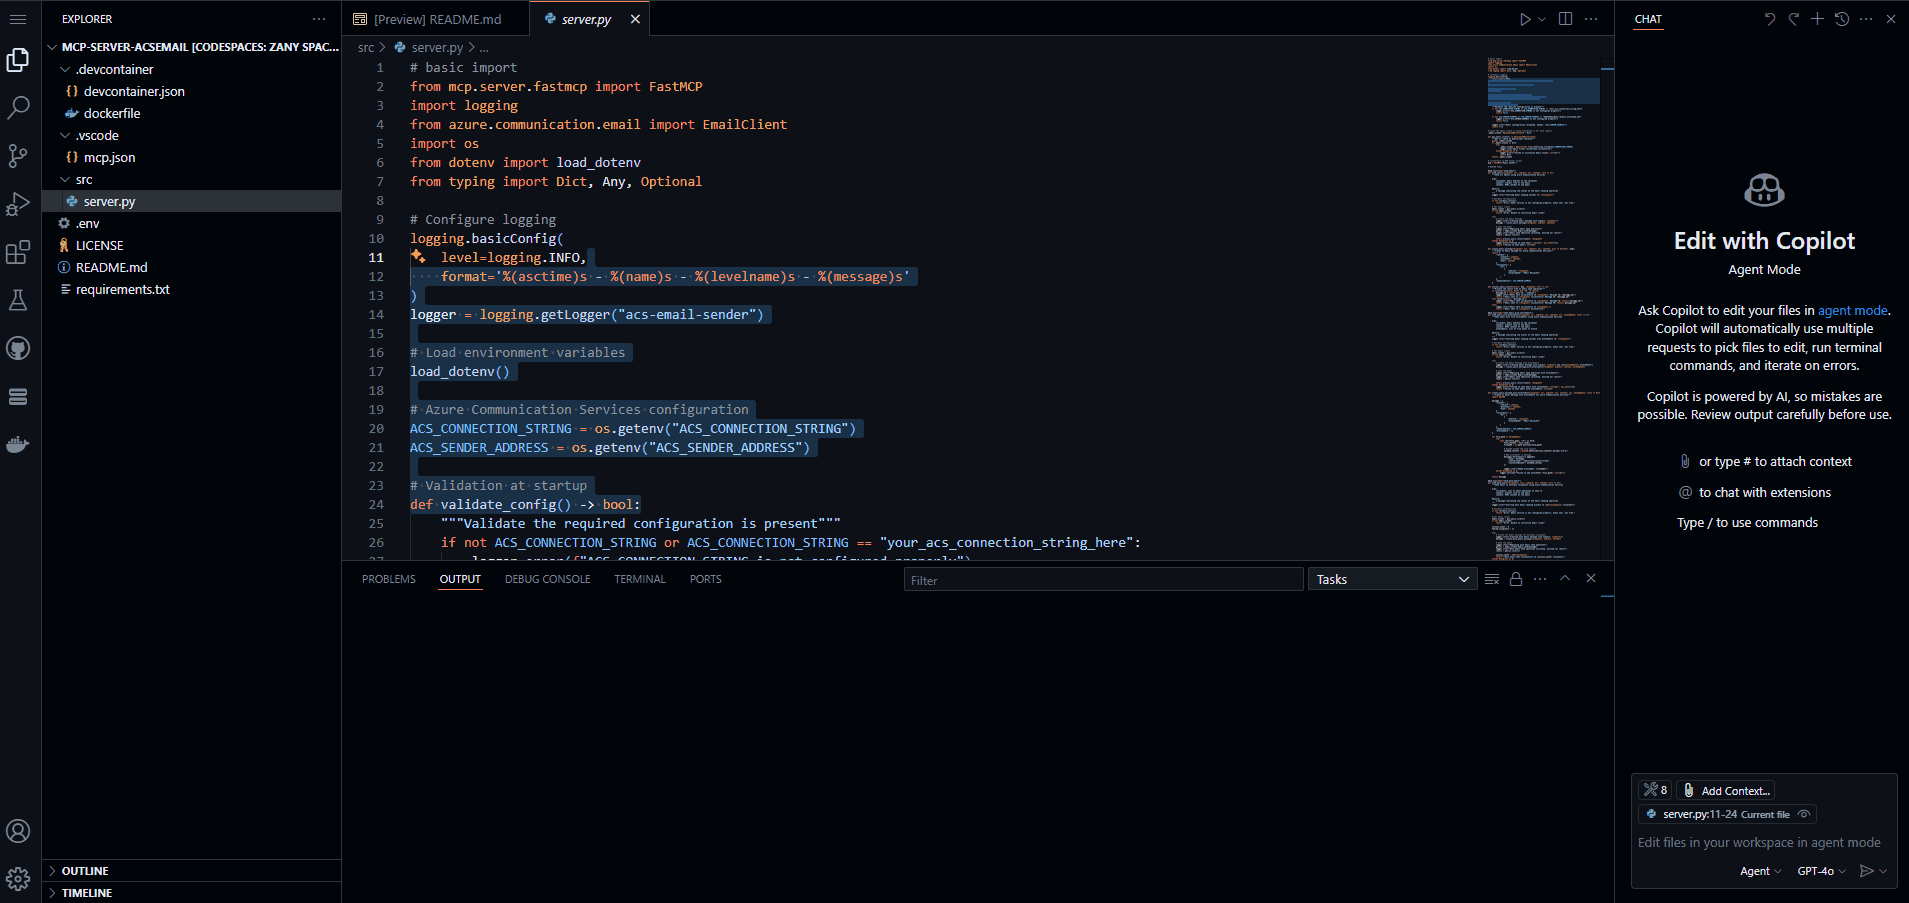 EXPLORER
MCP-SERVER-ACSEMAIL [CODESPACES: ZANY SPAC...
.devcontainer
devcontainer.json
dockerfile
.vscode
mcp.json
src
server.py
.env
LICENSE
README.md
requirements.txt
OUTLINE
TIMELINE
[Preview] README.md
server.py
src > server.py > ...
1 # basic import
2 from mcp.server.fastmcp import FastMCP
3 import logging
4 from azure.communication.email import EmailClient
5 import os
6 from dotenv import load_dotenv
7 from typing import Dict, Any, Optional
8
9 # Configure logging
10 logging.basicConfig(
11 level=logging.INFO,
12 format='%(asctime)s - %(name)s - %(levelname)s - %(message)s'
13 )
14 logger = logging.getLogger("acs-email-sender")
15
16 # Load environment variables
17 load_dotenv()
18
19 # Azure Communication Services configuration
20 ACS_CONNECTION_STRING = os.getenv("ACS_CONNECTION_STRING")
21 ACS_SENDER_ADDRESS = os.getenv("ACS_SENDER_ADDRESS")
22
23 # Validation at startup
24 def validate_config() -> bool:
25 """Validate the required configuration is present"""
26 if not ACS_CONNECTION_STRING or ACS_CONNECTION_STRING == "your_acs_connection_string_here":
27 logger.error(f"ACS_CONNECTION_STRING is not configured properly")
PROBLEMS
OUTPUT
DEBUG CONSOLE
TERMINAL
PORTS
Filter
Tasks
CHAT
Edit with Copilot
Agent Mode
Ask Copilot to edit your files in agent mode.
Copilot will automatically use multiple
requests to pick files to edit, run terminal
commands, and iterate on errors.
Copilot is powered by AI, so mistakes are
possible. Review output carefully before use.
or type # to attach context
@ to chat with extensions
Type / to use commands
8
Add Context...
server.py:11-24 Current file
Edit files in your workspace in agent mode
Agent
GPT-4o